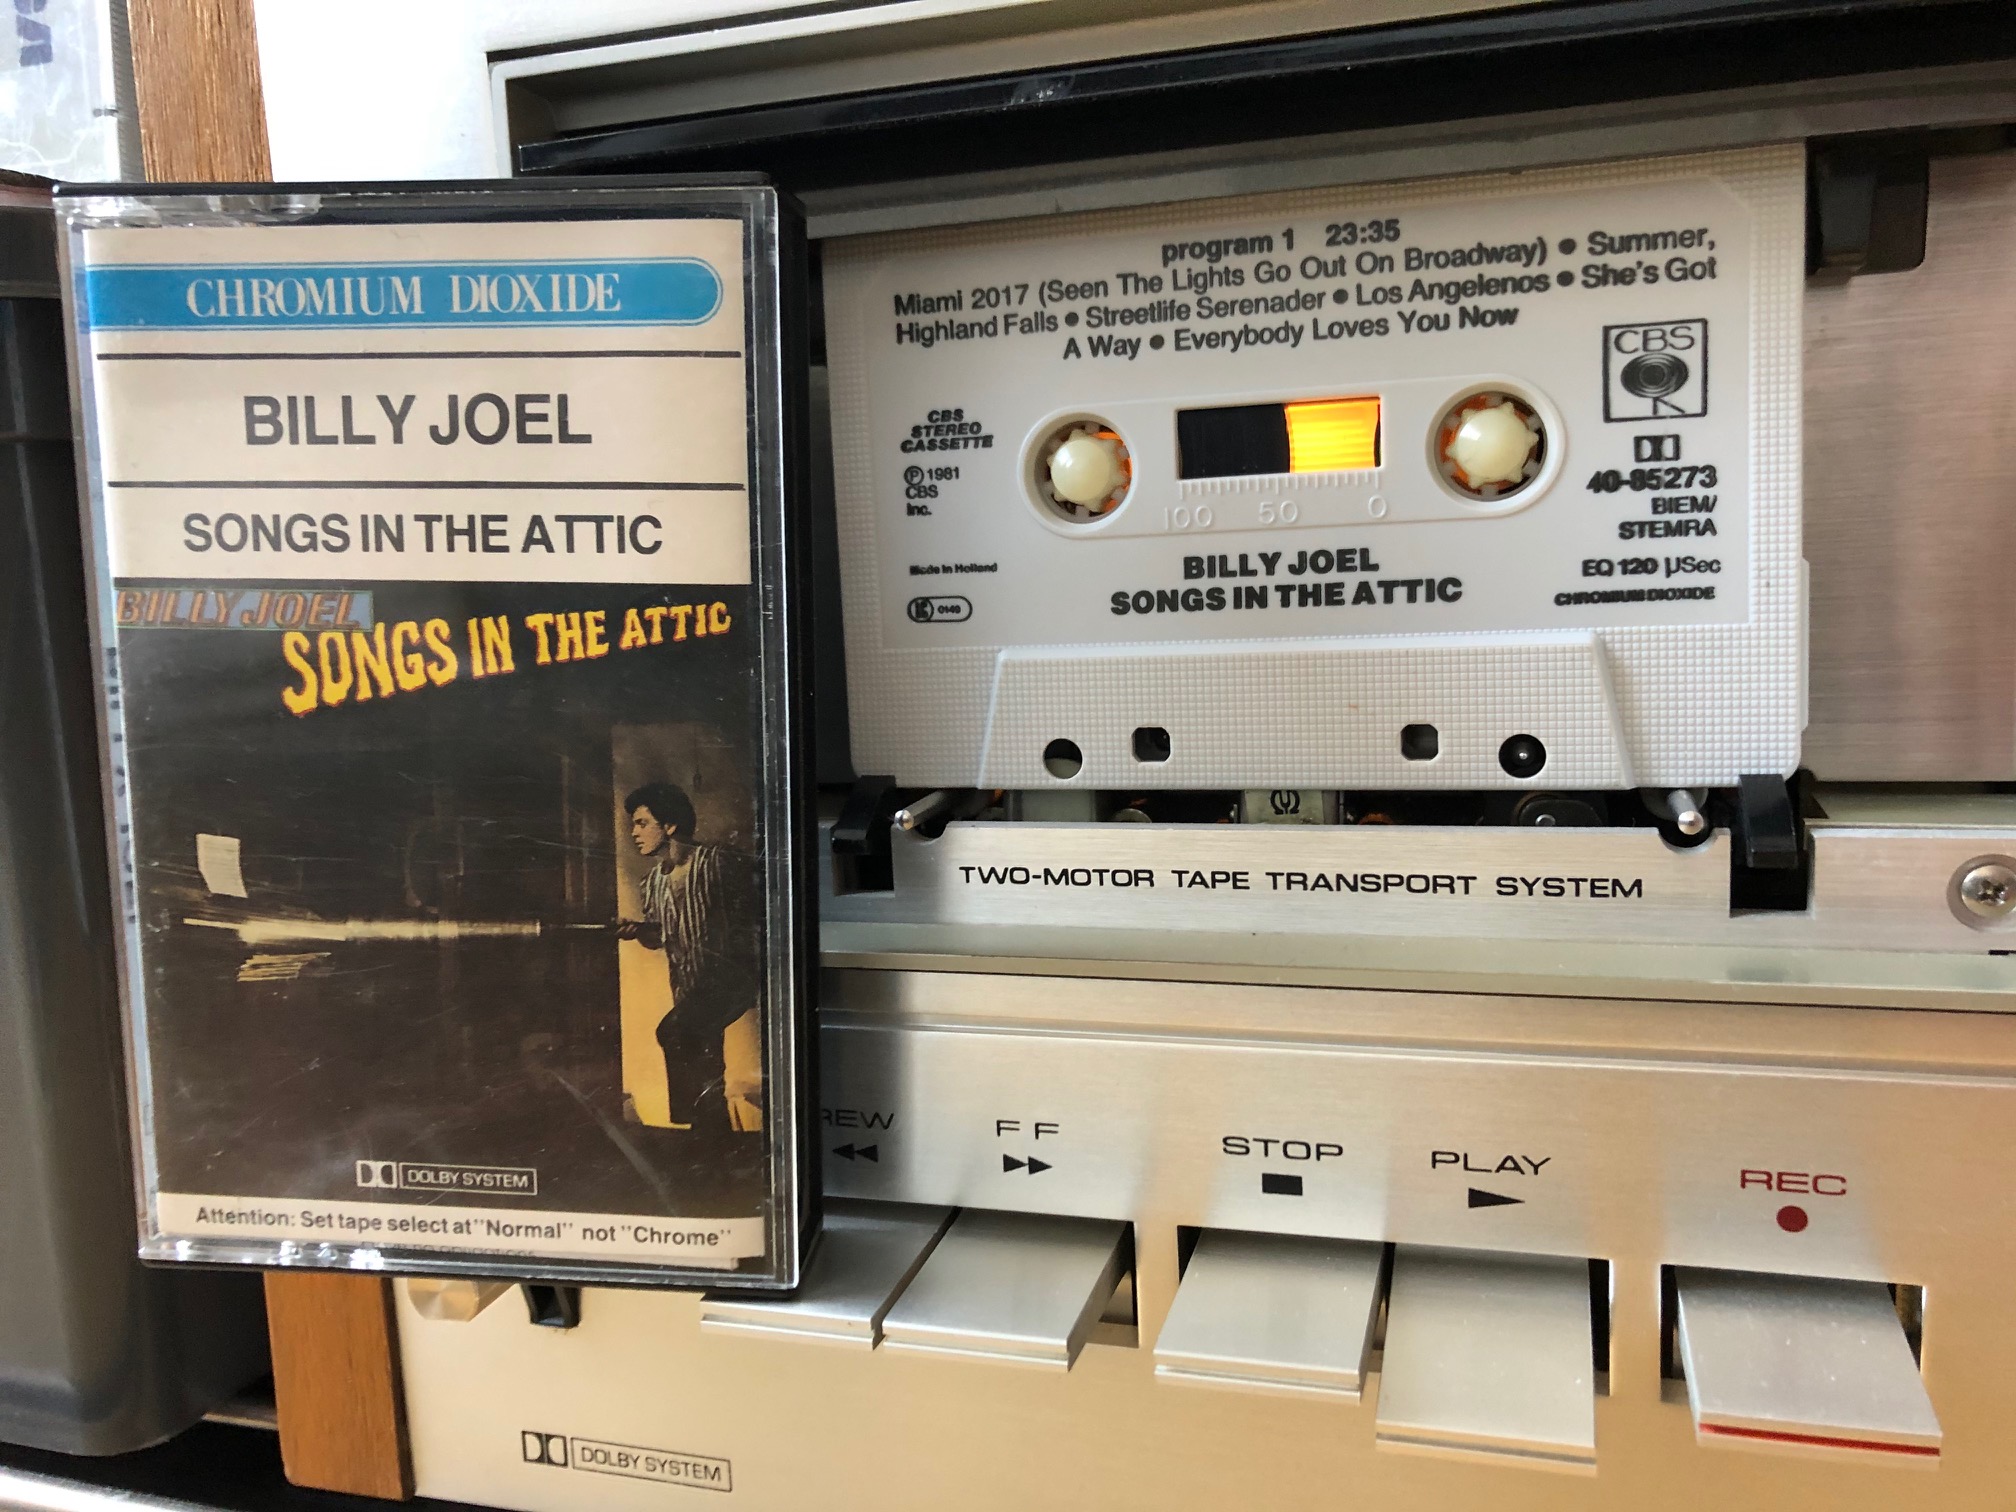 CHROMIUM DIOXIDE
BILLY JOEL
SONGS IN THE ATTIC
BILLY JOEL
SONGS IN THE ATTIC
DOLBY SYSTEM
Attention: Set tape select at "Normal" not "Chrome"
program 1 23:35
Miami 2017 (Seen The Lights Go Out On Broadway) ● Summer,
Highland Falls ● Streetlife Serenader ● Los Angelenos ● She's Got
A Way ● Everybody Loves You Now
CBS
STEREO
CASSETTE
Ⓟ 1981
CBS
Inc.
Made in Holland
K 0149
100 50 0
BILLY JOEL
SONGS IN THE ATTIC
CBS
40-85273
BIEM/
STEMRA
EQ 120 µSec
CHROMIUM DIOXIDE
TWO-MOTOR TAPE TRANSPORT SYSTEM
REW
FF
STOP
PLAY
REC
DOLBY SYSTEM